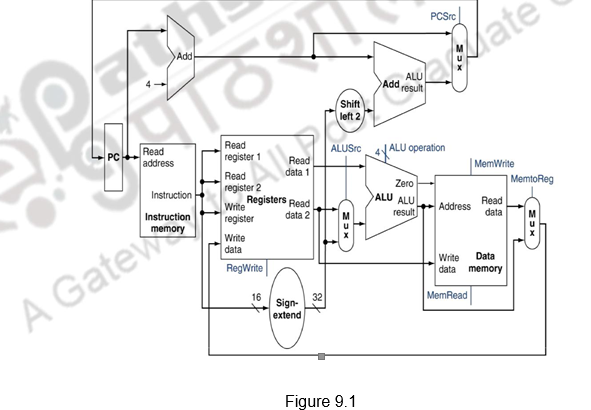 PCSrc
Add
4
Add
ALU
result
M
u
x
Shift
left 2
PC
Read
address
Instruction
Instruction
memory
Read
register 1
Read
register 2
Write
register
Write
data
Registers
Read
data 1
Read
data 2
RegWrite
ALUSrc
M
u
x
4
ALU operation
Zero
ALU
ALU
result
MemWrite
Address
Read
data
Write
data
Data
memory
MemRead
MemtoReg
M
u
x
16
Sign-
extend
32
A Gateway to All Post Graduate Co
Paths
पाठशाला
Figure 9.1